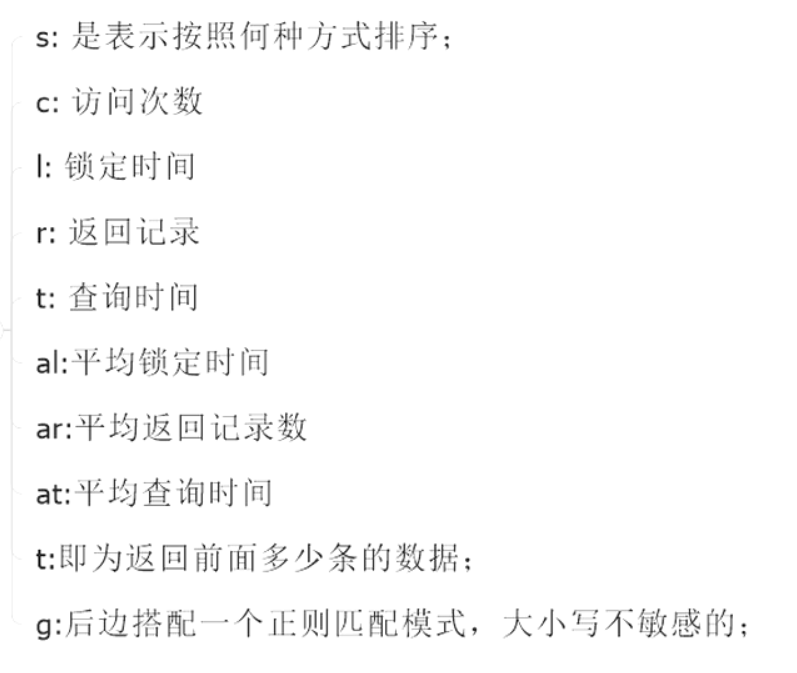 s: 是表示按照何种方式排序；
c: 访问次数
l: 锁定时间
r: 返回记录
t: 查询时间
al:平均锁定时间
ar:平均返回记录数
at:平均查询时间
t:即为返回前面多少条的数据；
g:后边搭配一个正则匹配模式，大小写不敏感的；